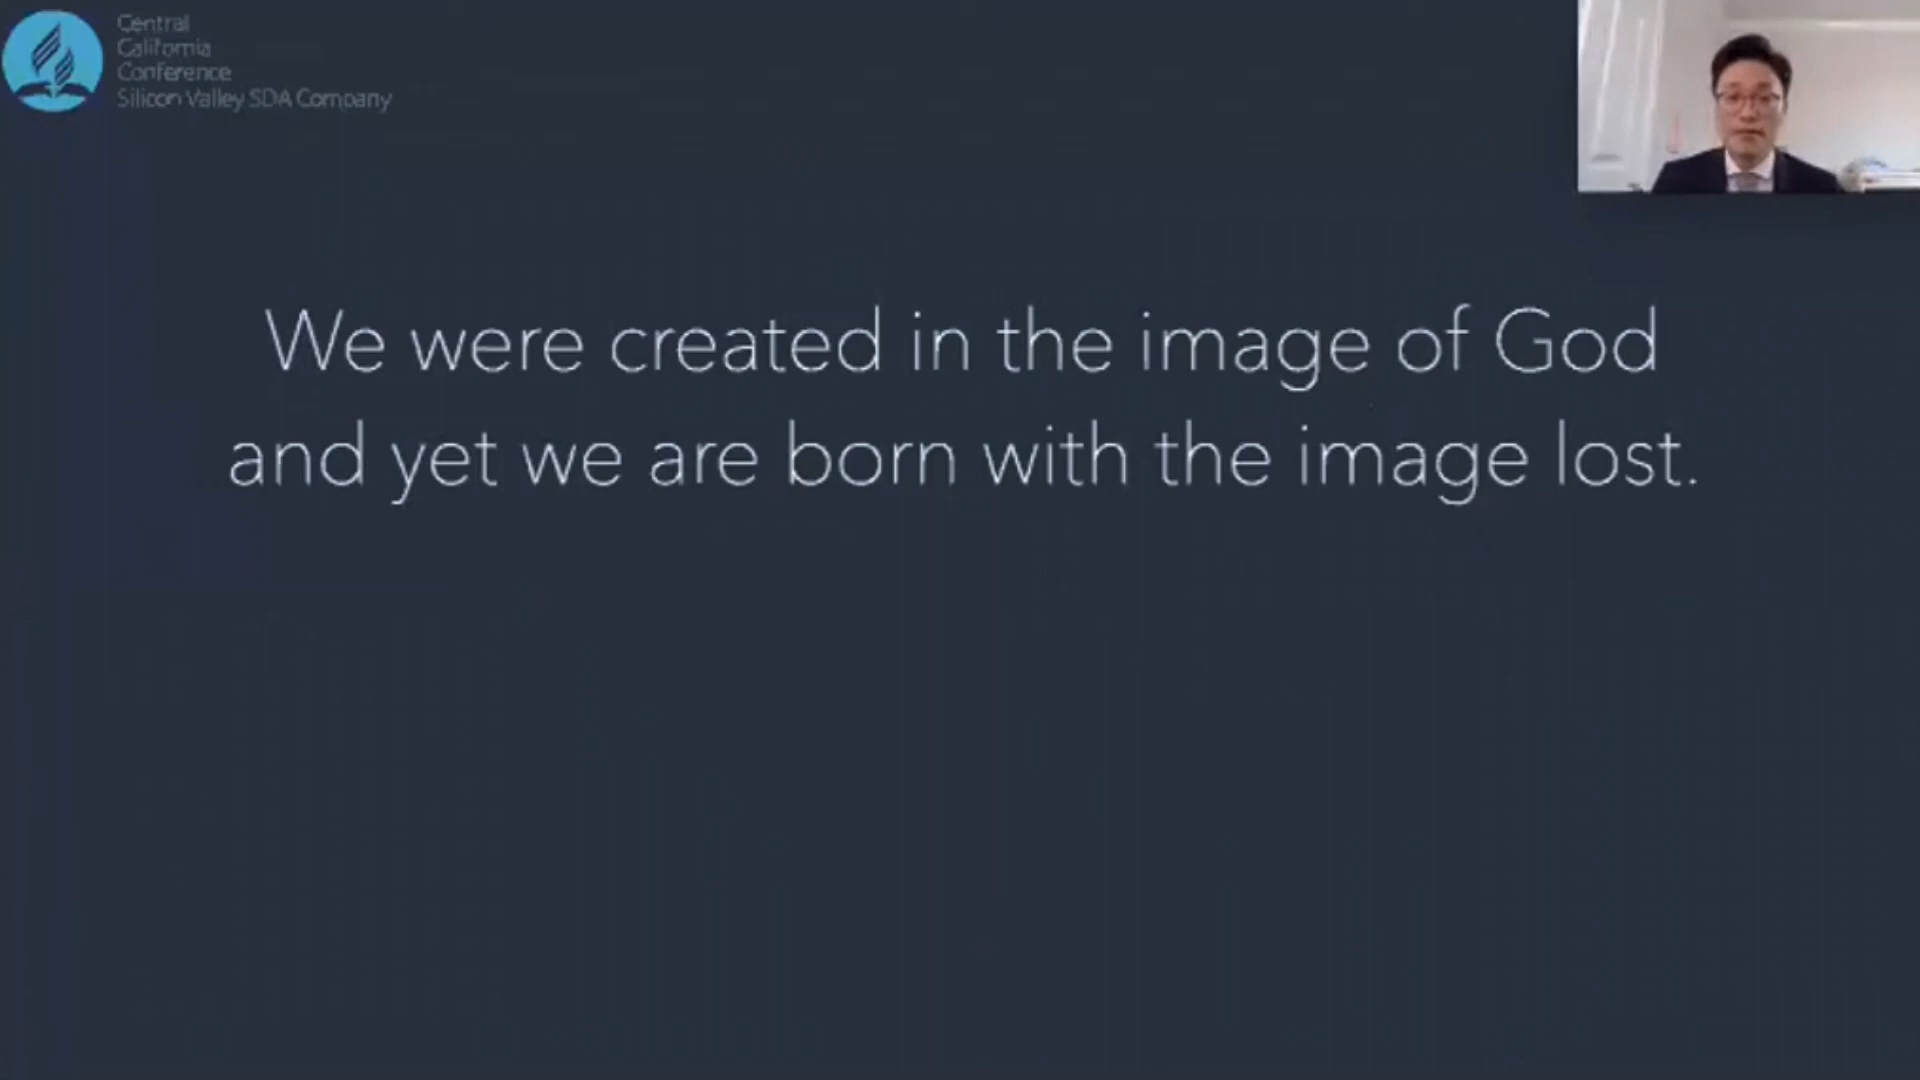 Central
California
Conference
Silicon Valley SDA Company
We were created in the image of God
and yet we are born with the image lost.